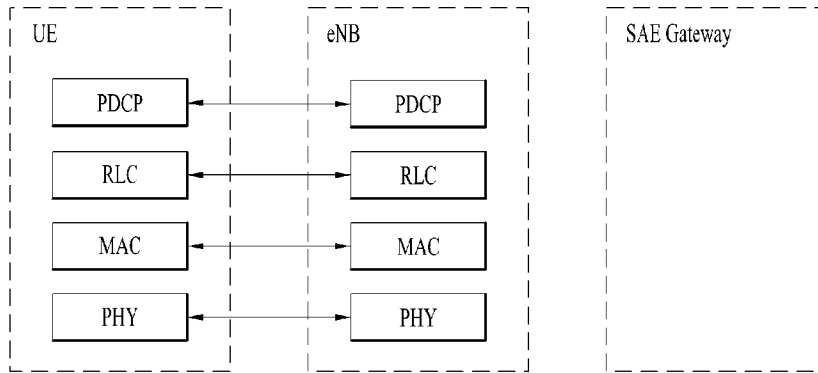 UE
eNB
SAE Gateway
PDCP
PDCP
RLC
RLC
MAC
MAC
PHY
PHY